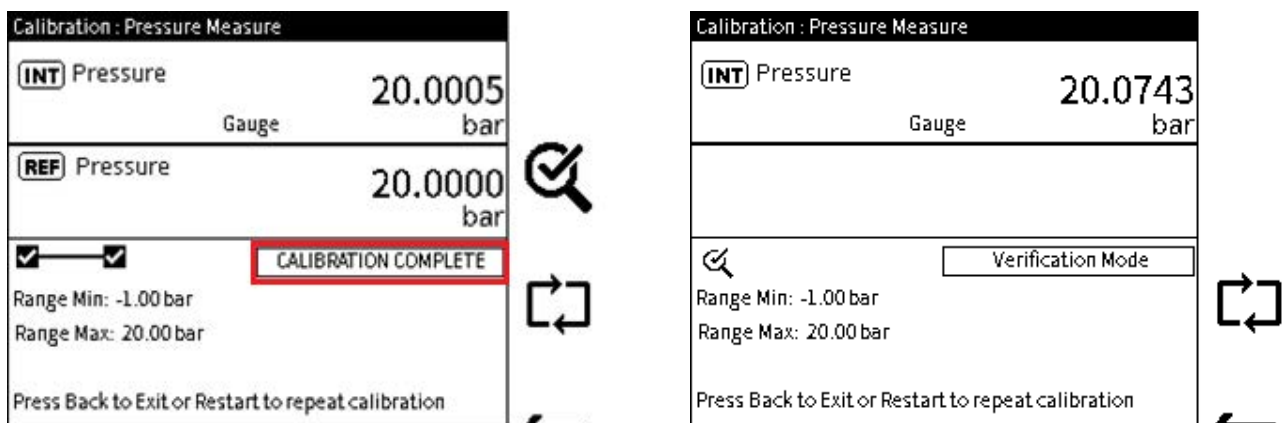 Calibration : Pressure Measure
INT Pressure
20.0005
Gauge bar
REF Pressure
20.0000
bar
CALIBRATION COMPLETE
Range Min: -1.00 bar
Range Max: 20.00 bar
Press Back to Exit or Restart to repeat calibration
Calibration : Pressure Measure
INT Pressure
20.0743
Gauge bar
Verification Mode
Range Min: -1.00 bar
Range Max: 20.00 bar
Press Back to Exit or Restart to repeat calibration